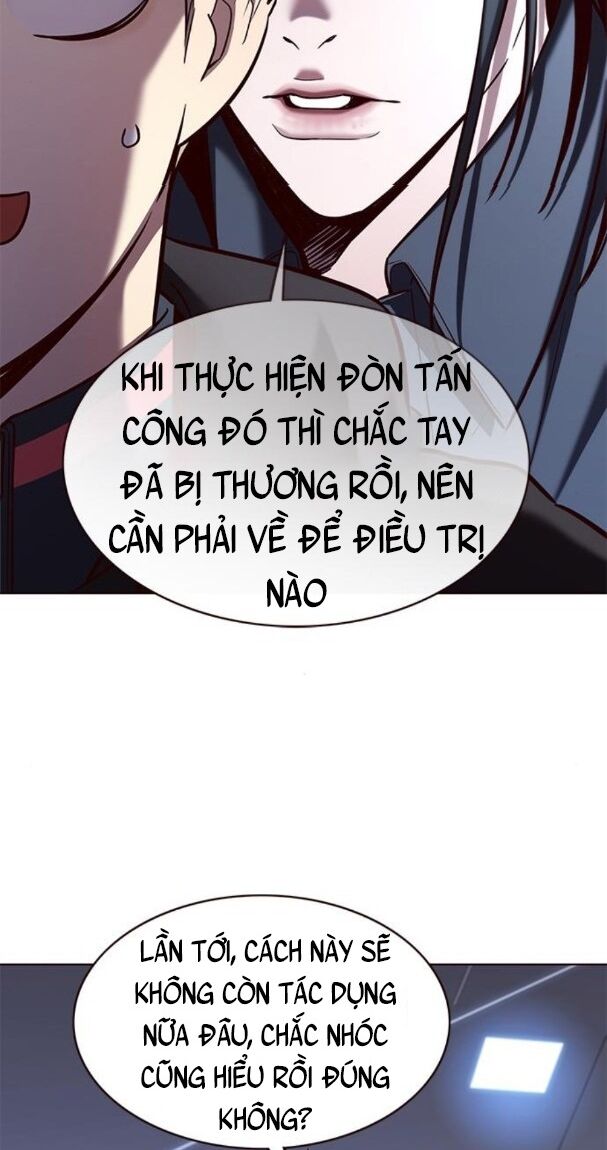 KHI THỰC HIỆN ĐÒN TẤN
CÔNG ĐÓ THÌ CHẮC TAY
ĐÃ BỊ THƯƠNG RỒI, NÊN
CẦN PHẢI VỀ ĐỂ ĐIỀU TRỊ
NÀO
LẦN TỚI, CÁCH NÀY SẼ
KHÔNG CÒN TÁC DỤNG
NỮA ĐÂU, CHẮC NHÓC
CŨNG HIỂU RỒI ĐÚNG
KHÔNG?